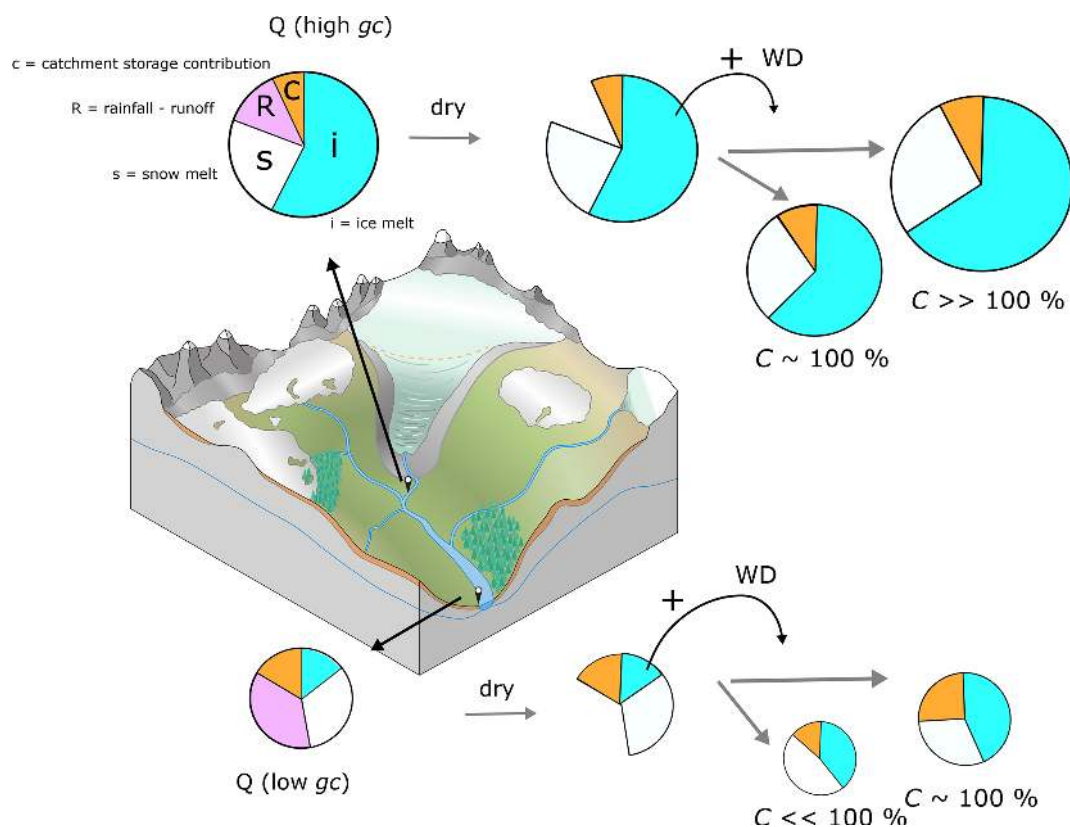 Q (high gc)
c = catchment storage contribution
R = rainfall - runoff
s = snow melt
i = ice melt
c
R
s
i
dry
+ WD
C >> 100 %
C ~ 100 %
WD
+
dry
Q (low gc)
C << 100 %
C ~ 100 %